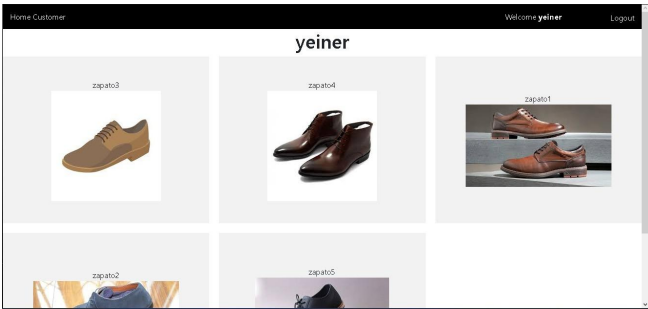 Home Customer
Welcome yeiner
Logout
yeiner
zapato3
zapato4
zapato1
zapato2
zapato5